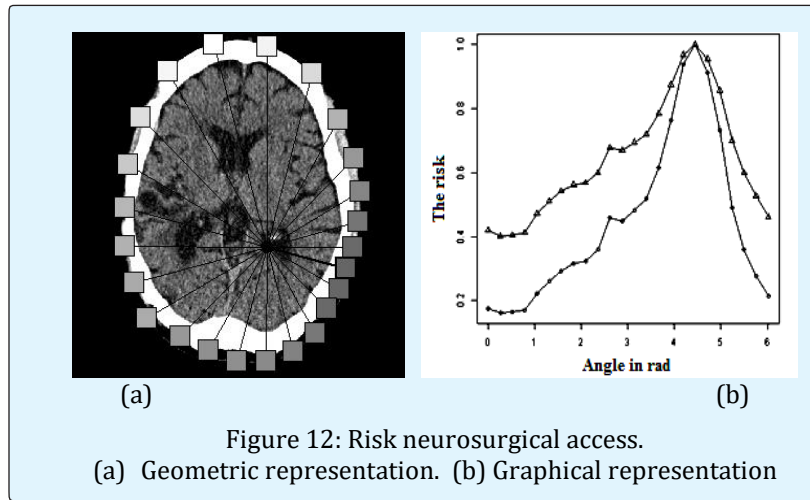 1.0
0.8
0.6
0.4
0.2
The risk
0 1 2 3 4 5 6
Angle in rad
(a) (b)
Figure 12: Risk neurosurgical access.
(a) Geometric representation. (b) Graphical representation